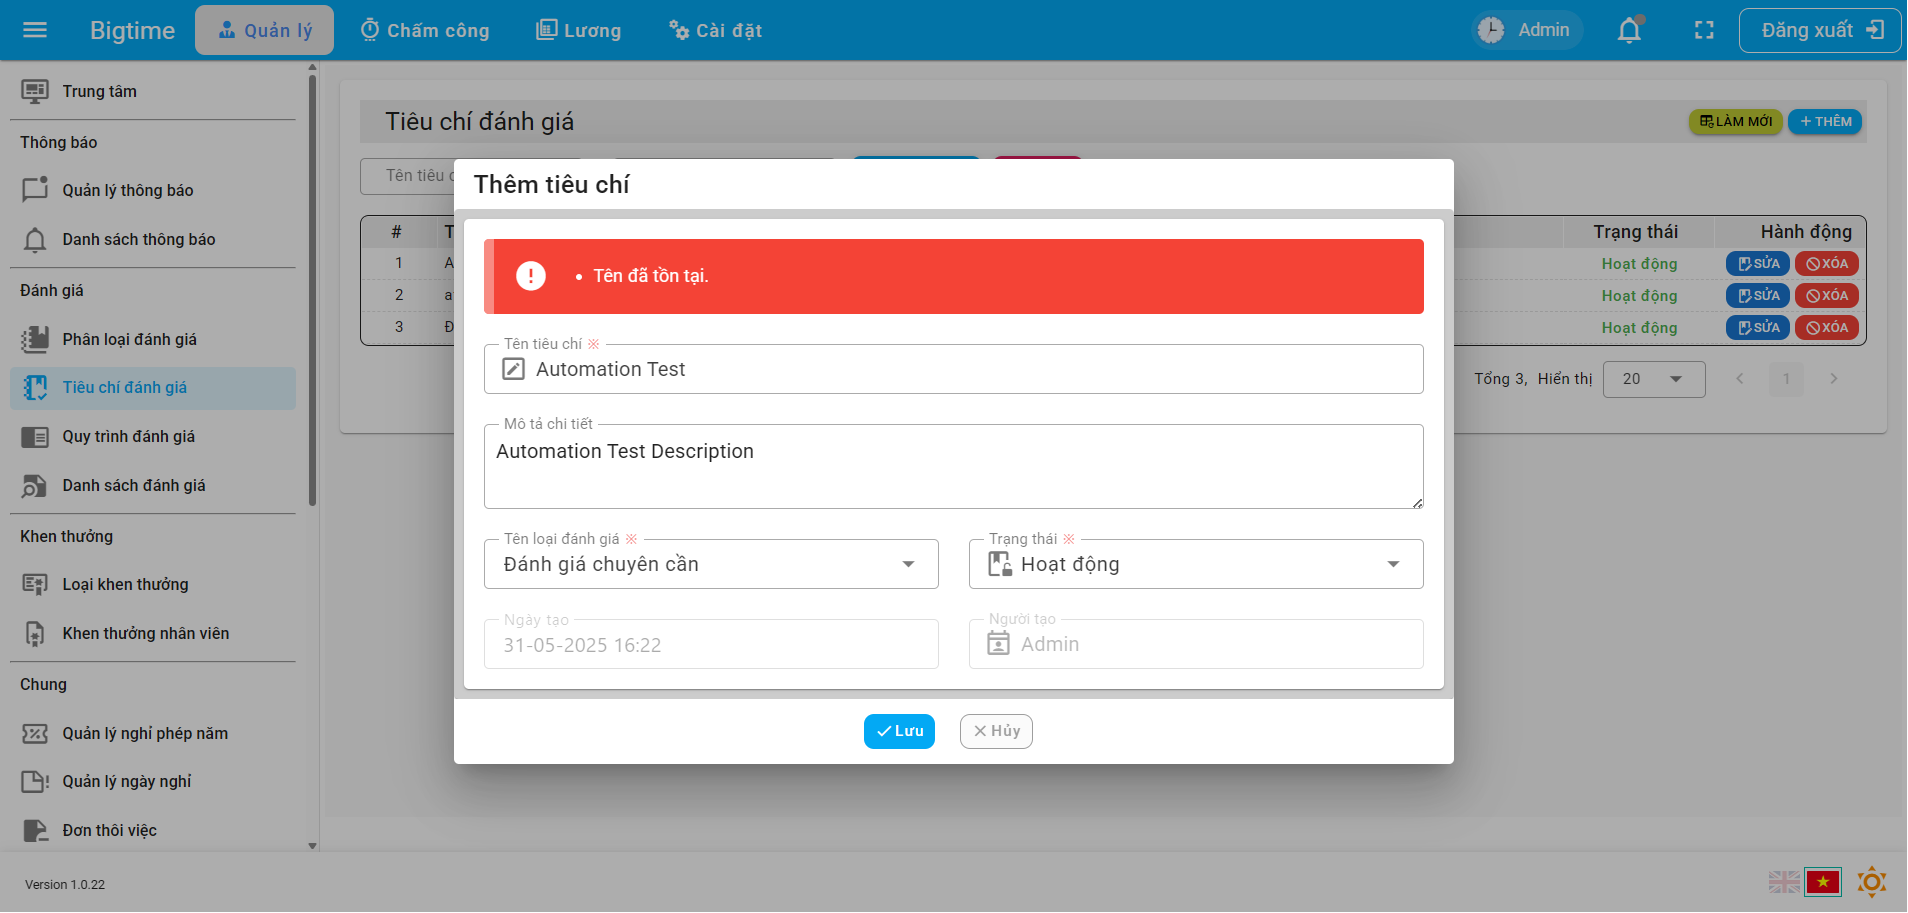 Bigtime
Quản lý
Chấm công
Lương
Cài đặt
Admin
Đăng xuất
Trung tâm
Thông báo
Quản lý thông báo
Danh sách thông báo
Đánh giá
Phân loại đánh giá
Tiêu chí đánh giá
Quy trình đánh giá
Danh sách đánh giá
Khen thưởng
Loại khen thưởng
Khen thưởng nhân viên
Chung
Quản lý nghỉ phép năm
Quản lý ngày nghỉ
Đơn thôi việc
Version 1.0.22
Tiêu chí đánh giá
LÀM MỚI
+ THÊM
Tên tiêu
# Trạng thái Hành động
1 Hoạt động SỬA XÓA
2 Hoạt động SỬA XÓA
3 Hoạt động SỬA XÓA
Tổng 3, Hiển thị 20 1
Thêm tiêu chí
• Tên đã tồn tại.
Tên tiêu chí ※
Automation Test
Mô tả chi tiết
Automation Test Description
Tên loại đánh giá ※
Đánh giá chuyên cần
Trạng thái ※
Hoạt động
Ngày tạo
31-05-2025 16:22
Người tạo
Admin
Lưu
Hủy